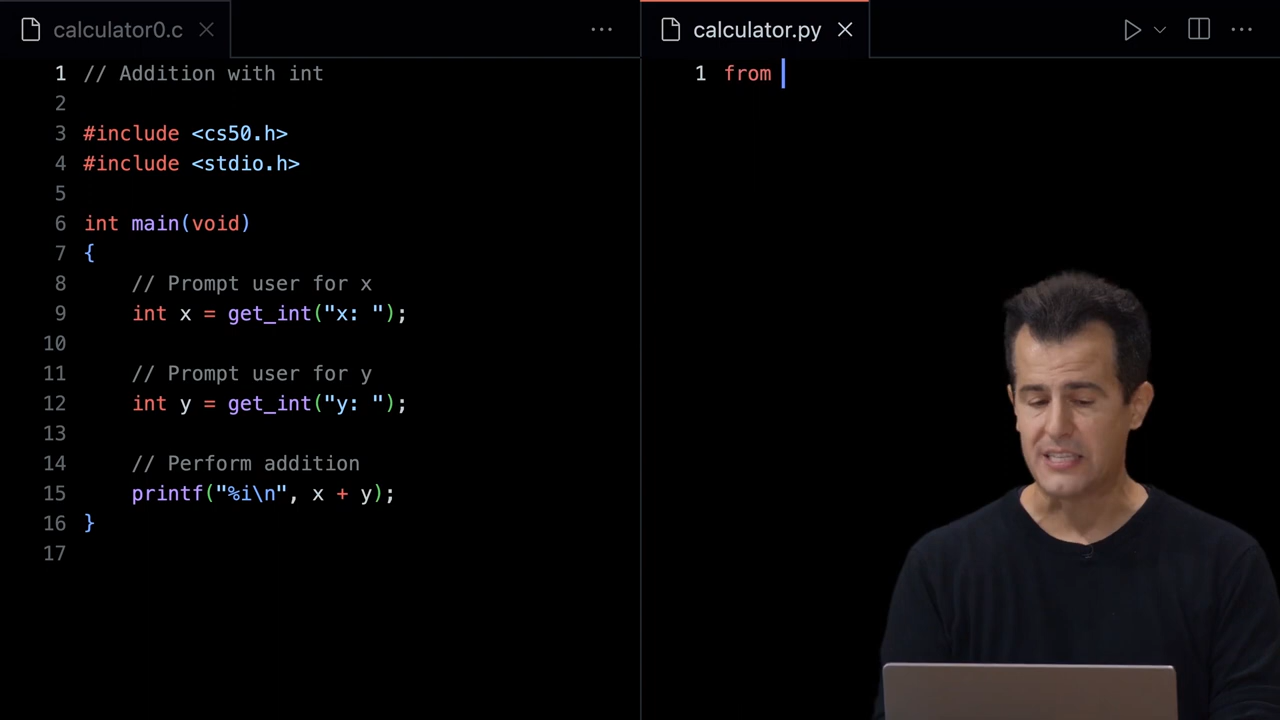 calculator0.c
1 // Addition with int
2
3 #include <cs50.h>
4 #include <stdio.h>
5
6 int main(void)
7 {
8     // Prompt user for x
9     int x = get_int("x: ");
10
11     // Prompt user for y
12     int y = get_int("y: ");
13
14     // Perform addition
15     printf("%i\n", x + y);
16 }
17
calculator.py
1 from